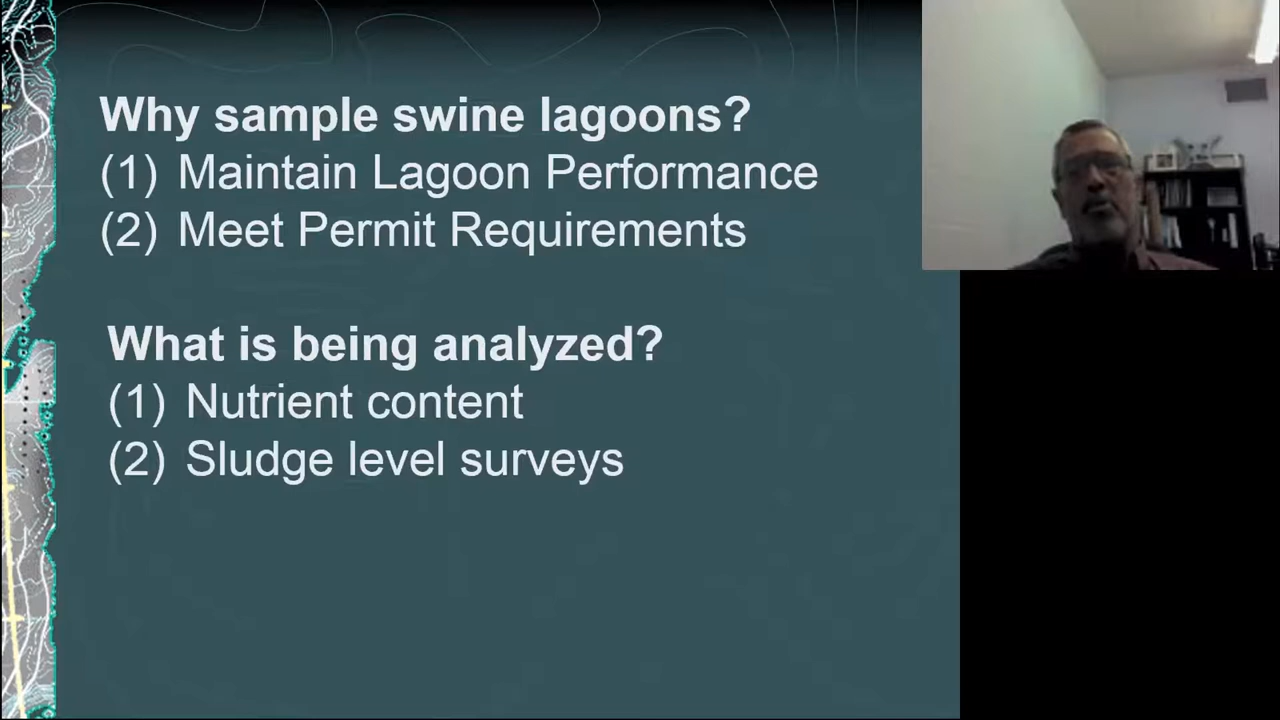 Why sample swine lagoons?
(1) Maintain Lagoon Performance
(2) Meet Permit Requirements
What is being analyzed?
(1) Nutrient content
(2) Sludge level surveys